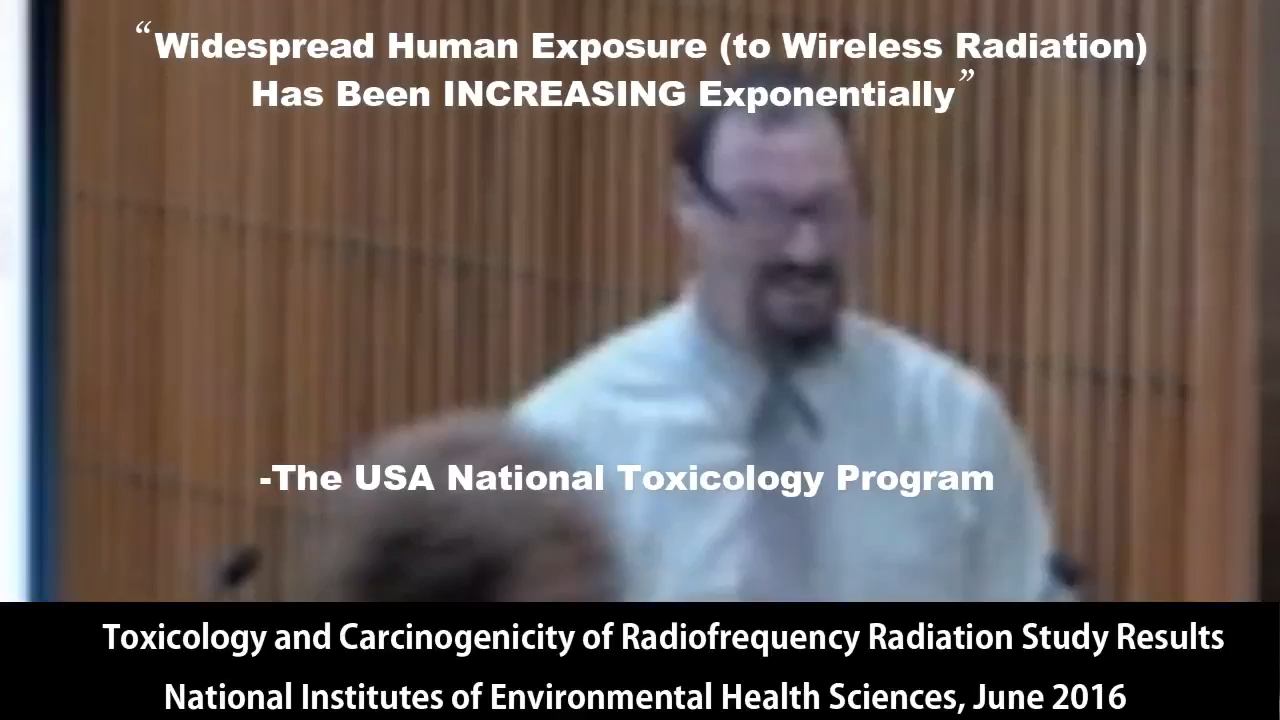 “Widespread Human Exposure (to Wireless Radiation)
Has Been INCREASING Exponentially”
-The USA National Toxicology Program
Toxicology and Carcinogenicity of Radiofrequency Radiation Study Results
National Institutes of Environmental Health Sciences, June 2016